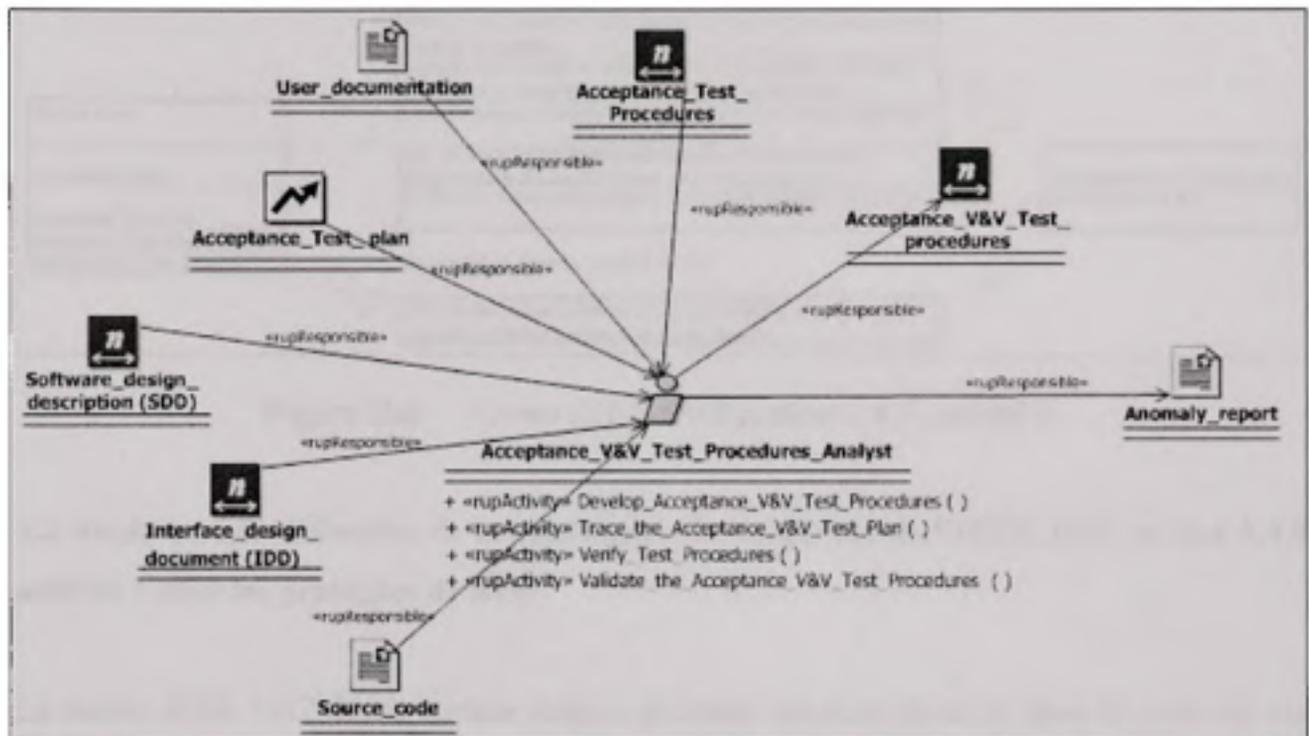 User_documentation
Acceptance_Test_
Procedures
«rupResponsible»
Acceptance_V&V_Test_
procedures
«rupResponsible»
Acceptance_Test_plan
«rupResponsible»
«rupResponsible»
«rupResponsible»
Software_design_
description (SDD)
«rupResponsible»
Anomaly_report
«rupResponsible»
Acceptance_V&V_Test_Procedures_Analyst
Interface_design_
document (IDD)
+ «rupActivity» Develop_Acceptance_V&V_Test_Procedures ( )
+ «rupActivity» Trace_the_Acceptance_V&V_Test_Plan ( )
+ «rupActivity» Verify_Test_Procedures ( )
+ «rupActivity» Validate_the_Acceptance_V&V_Test_Procedures ( )
«rupResponsible»
«rupResponsible»
Source_code